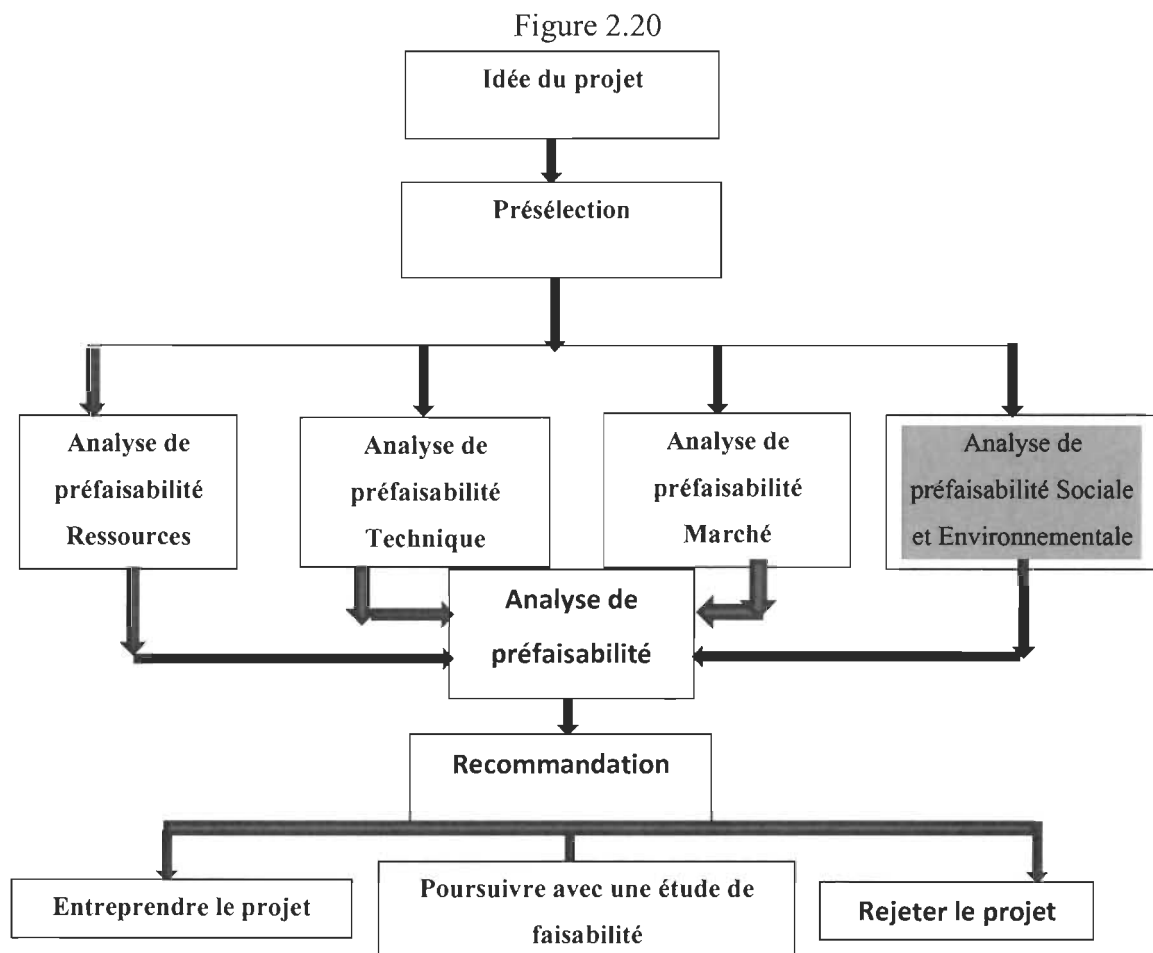 Figure 2.20
Idée du projet
Présélection
Analyse de
préfaisabilité
Ressources
Analyse de
préfaisabilité
Technique
Analyse de
préfaisabilité
Marché
Analyse de
préfaisabilité Sociale
et Environnementale
Analyse de
préfaisabilité
Recommandation
Entreprendre le projet
Poursuivre avec une étude de
faisabilité
Rejeter le projet